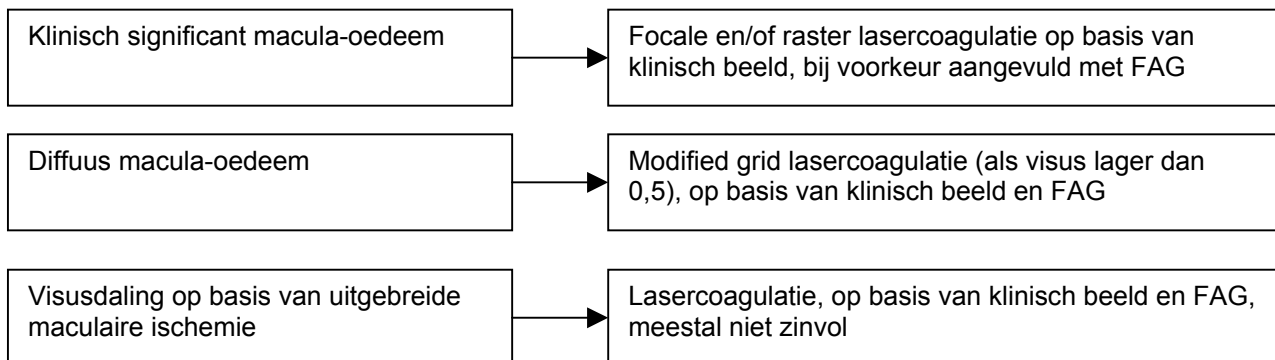 Klinisch significant macula-oedeem
Focale en/of raster lasercoagulatie op basis van
klinisch beeld, bij voorkeur aangevuld met FAG
Diffuus macula-oedeem
Modified grid lasercoagulatie (als visus lager dan
0,5), op basis van klinisch beeld en FAG
Visusdaling op basis van uitgebreide
maculaire ischemie
Lasercoagulatie, op basis van klinisch beeld en FAG,
meestal niet zinvol